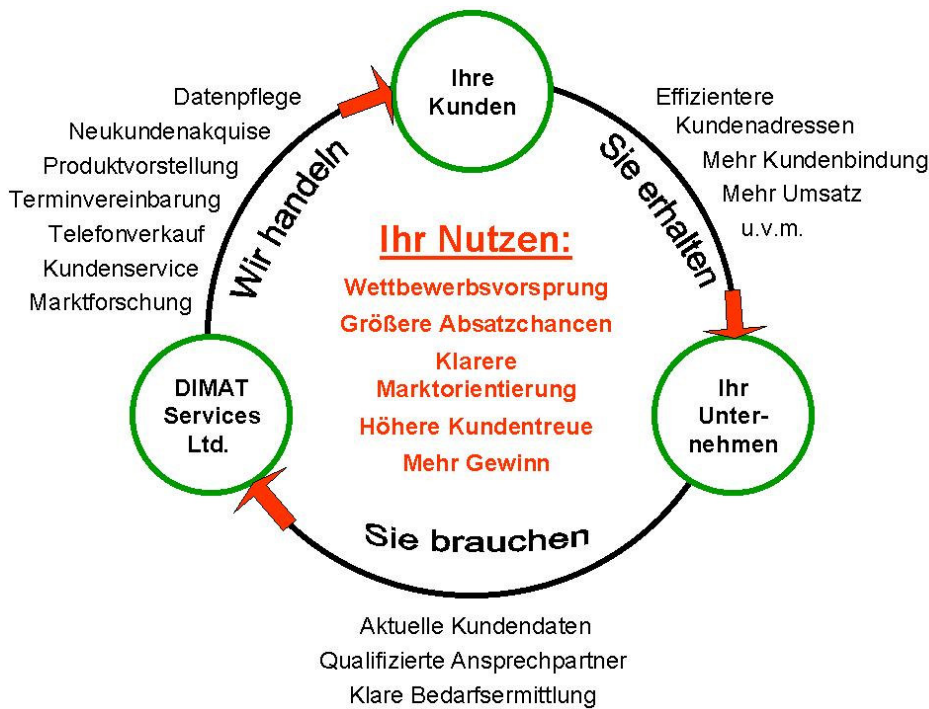 Ihre
Kunden
Datenpflege
Neukundenakquise
Produktvorstellung
Terminvereinbarung
Telefonverkauf
Kundenservice
Marktforschung
Wir handeln
Effizientere
Kundenadressen
Mehr Kundenbindung
Mehr Umsatz
u.v.m.
Sie erhalten
Ihr Nutzen:
Wettbewerbsvorsprung
Größere Absatzchancen
Klarere
Marktorientierung
Höhere Kundentreue
Mehr Gewinn
DIMAT
Services
Ltd.
Ihr
Unter-
nehmen
Sie brauchen
Aktuelle Kundendaten
Qualifizierte Ansprechpartner
Klare Bedarfsermittlung